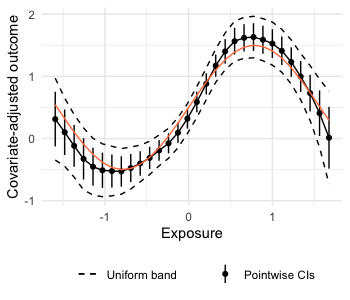 Covariate-adjusted outcome
2
1
0
-1
-1
0
1
Exposure
Uniform band
Pointwise CIs